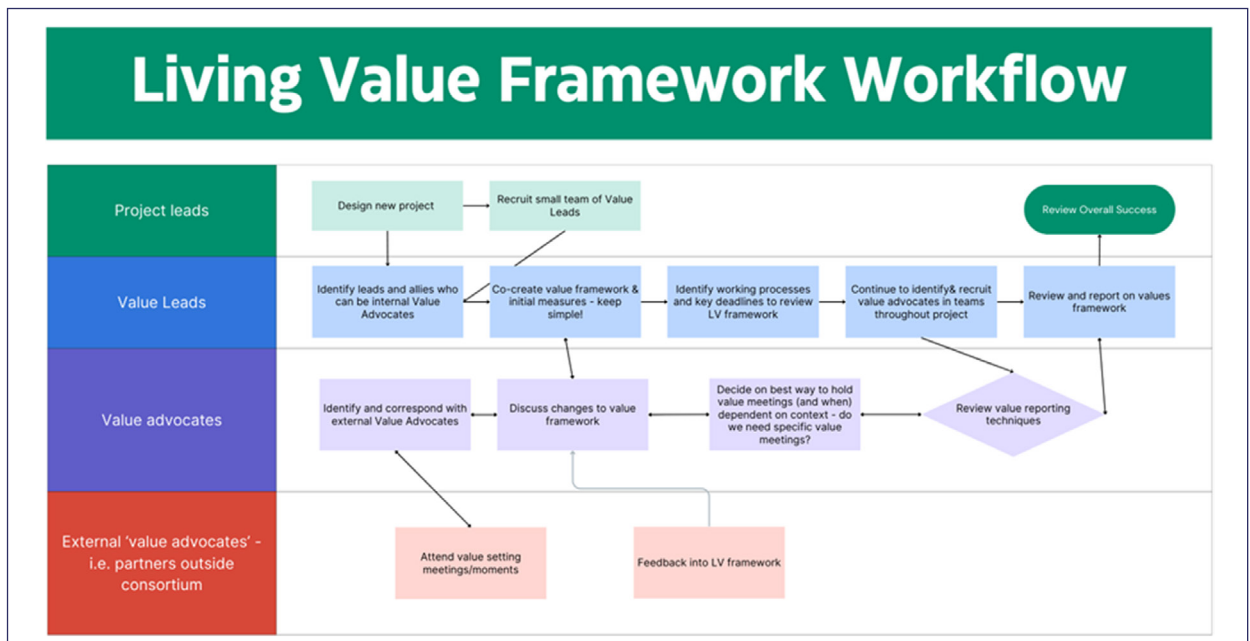 Living Value Framework Workflow
Project leads
Design new project
Recruit small team of Value
Leads
Review Overall Success
Value Leads
Identify leads and allies who
can be internal Value
Advocates
Co-create value framework &
initial measures - keep
simple!
Identify working processes
and key deadlines to review
LV framework
Continue to identify& recruit
value advocates in teams
throughout project
Review and report on values
framework
Value advocates
Identify and correspond with
external Value Advocates
Discuss changes to value
framework
Decide on best way to hold
value meetings (and when)
dependent on context - do
we need specific value
meetings?
Review value reporting
techniques
External ‘value advocates’ -
i.e. partners outside
consortium
Attend value setting
meetings/moments
Feedback into LV framework